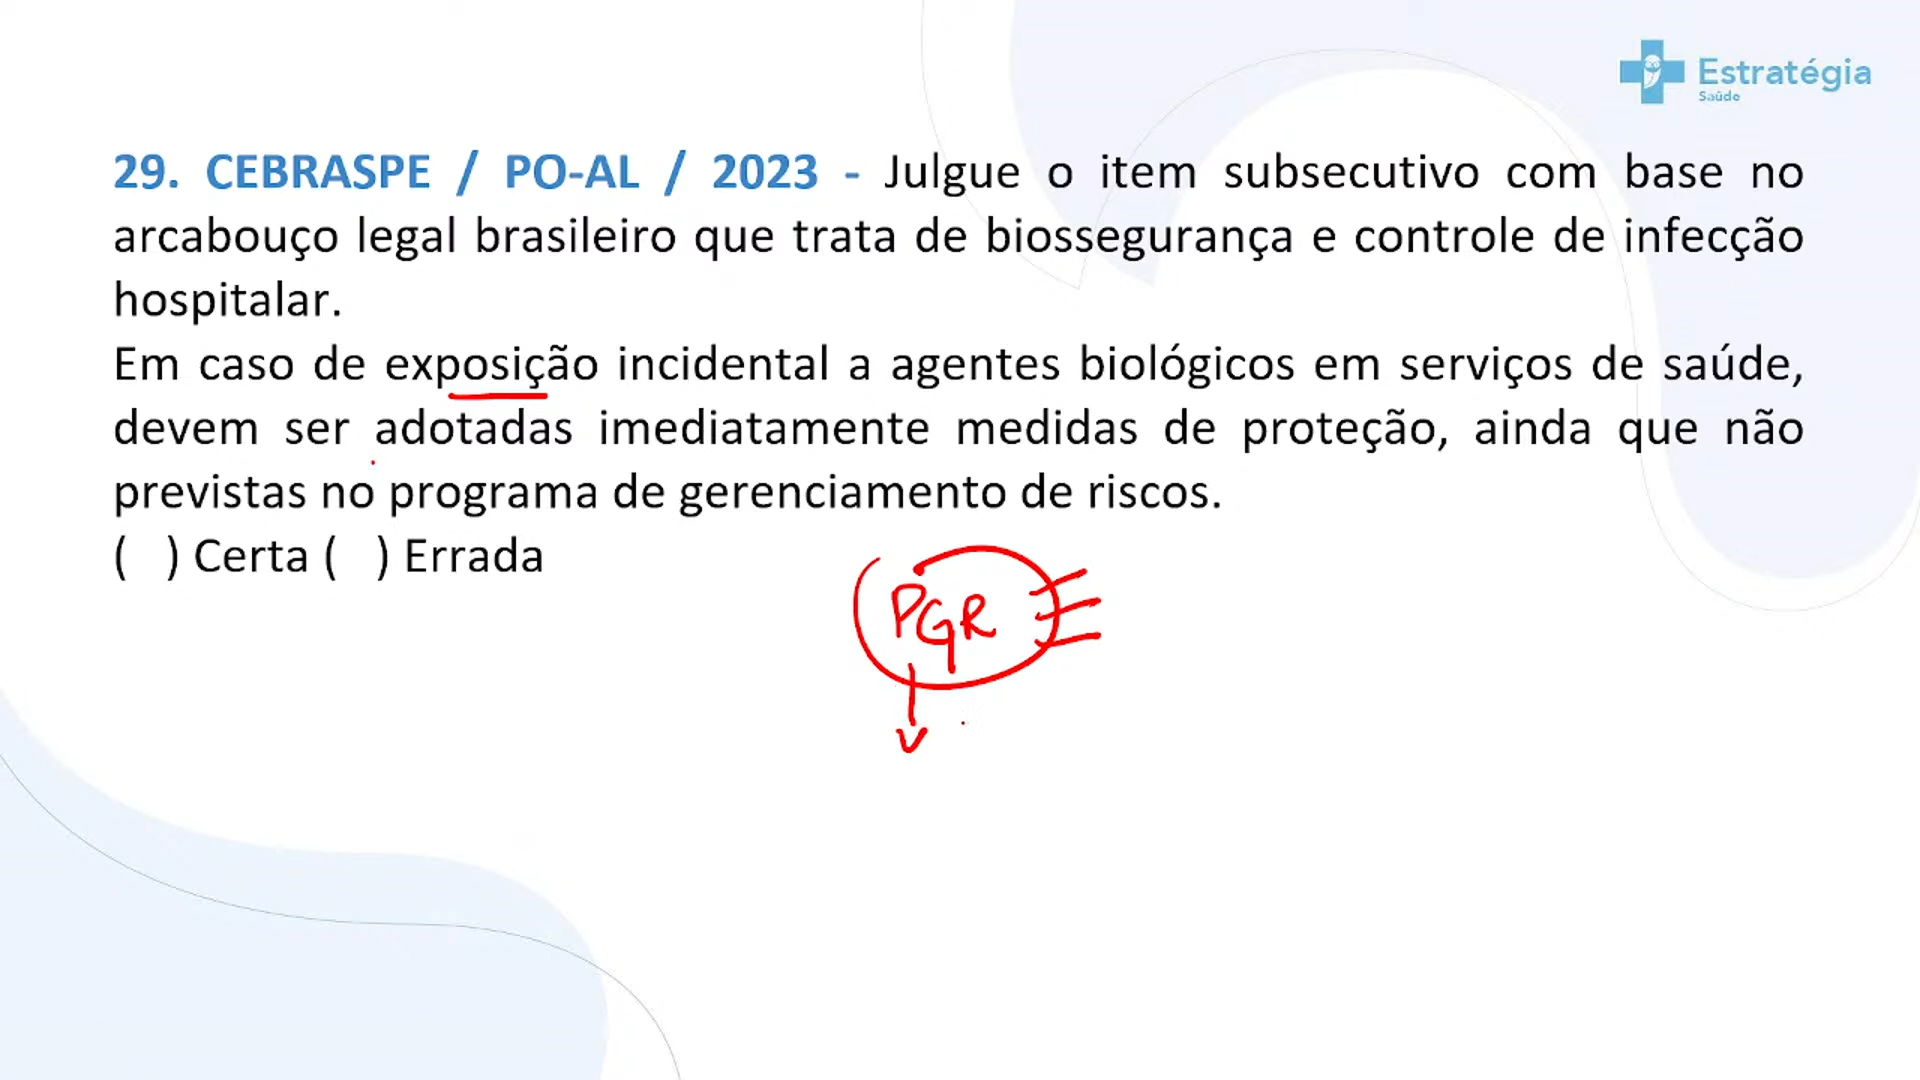 Estratégia
Saúde
29. CEBRASPE / PO-AL / 2023 - Julgue o item subsecutivo com base no
arcabouço legal brasileiro que trata de biossegurança e controle de infecção
hospitalar.
Em caso de exposição incidental a agentes biológicos em serviços de saúde,
devem ser adotadas imediatamente medidas de proteção, ainda que não
previstas no programa de gerenciamento de riscos.
( ) Certa ( ) Errada
PGR